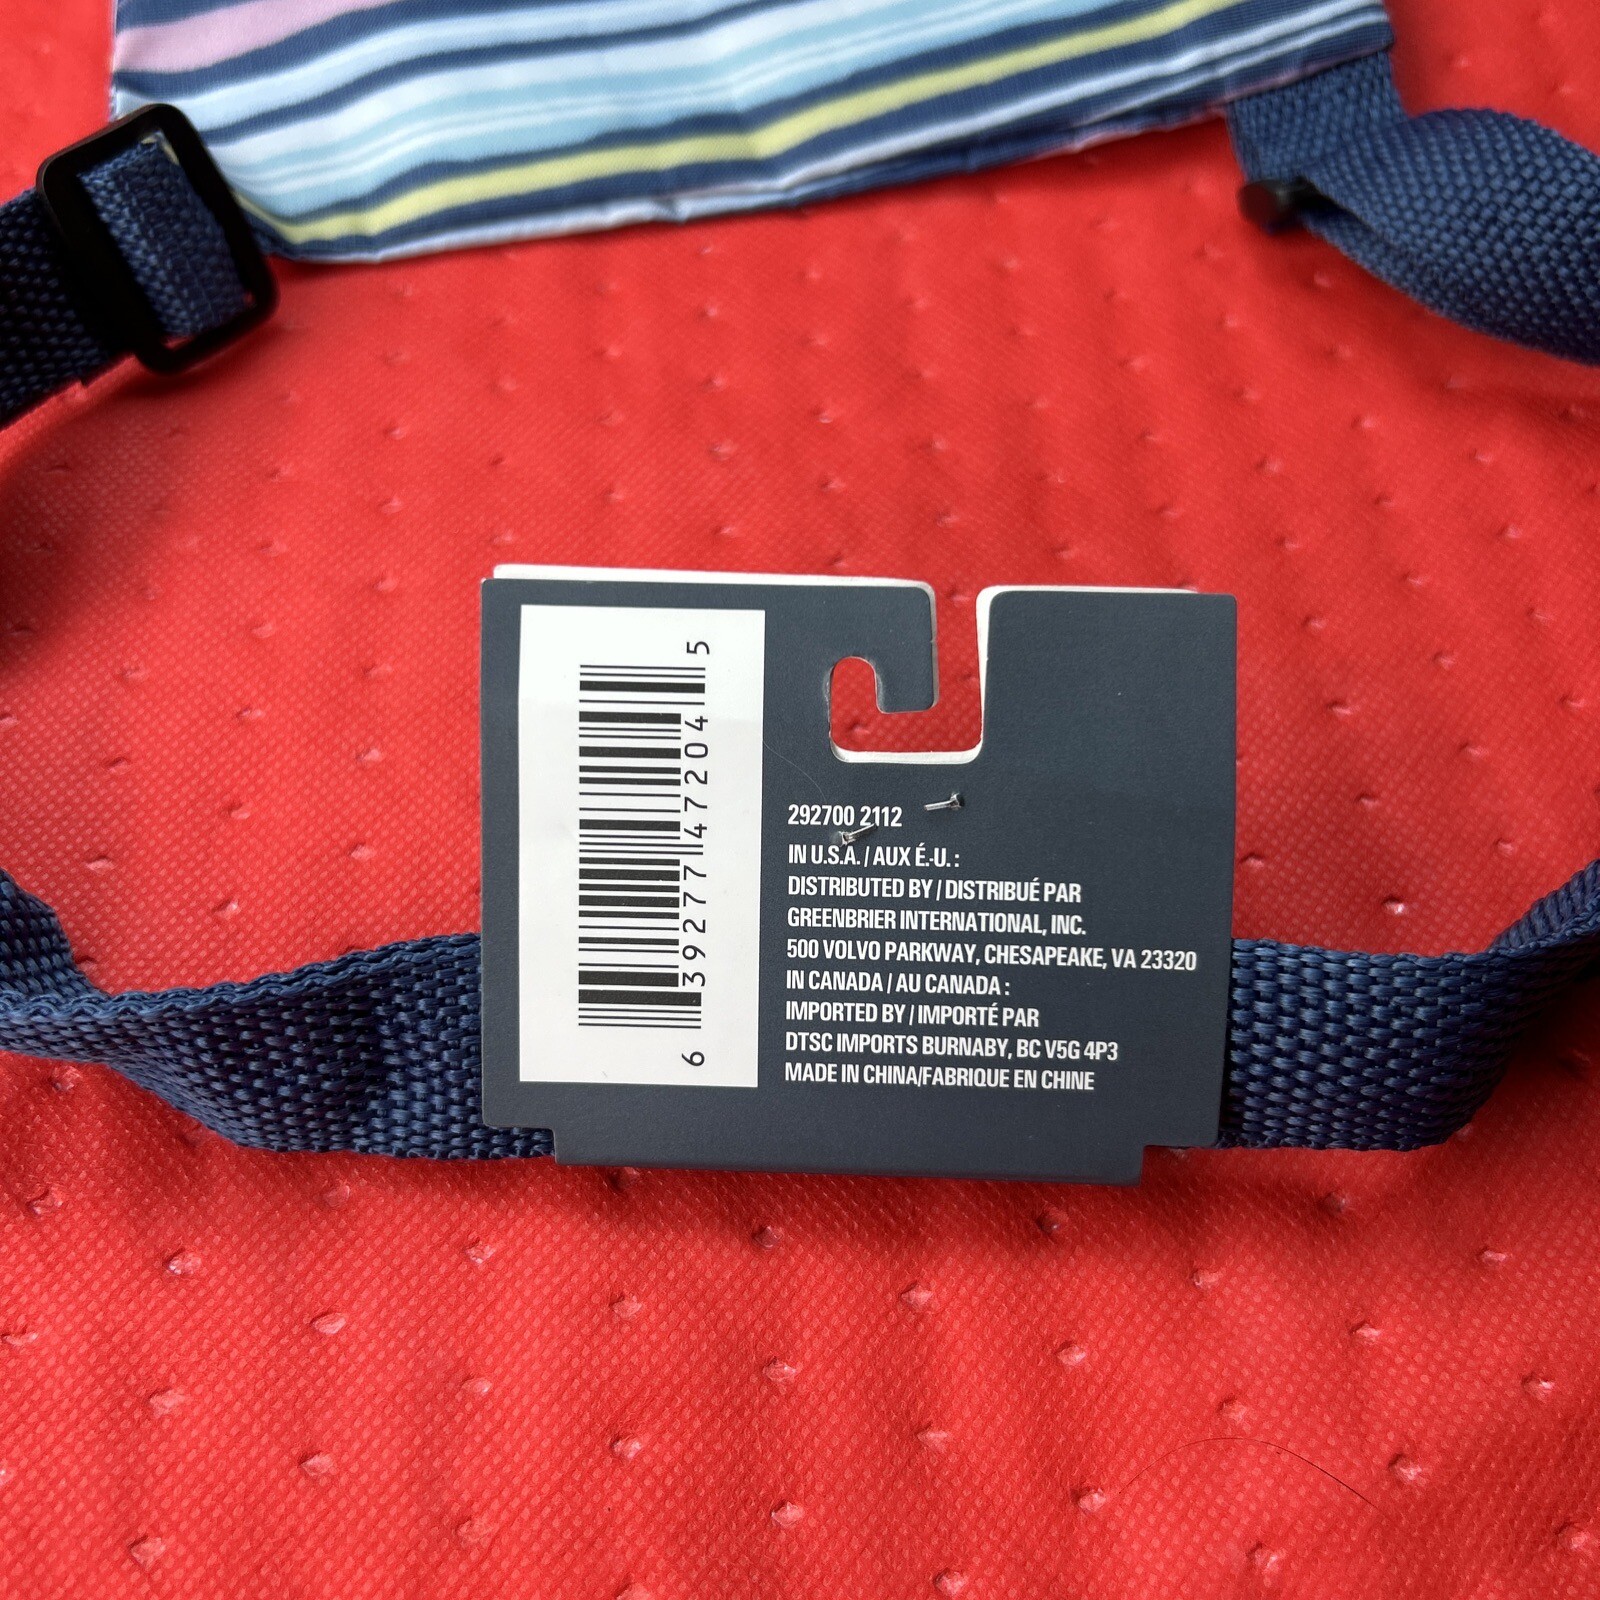 6 39277 47204 5
292700 2112
IN U.S.A. / AUX É.-U. :
DISTRIBUTED BY / DISTRIBUÉ PAR
GREENBRIER INTERNATIONAL, INC.
500 VOLVO PARKWAY, CHESAPEAKE, VA 23320
IN CANADA / AU CANADA :
IMPORTED BY / IMPORTÉ PAR
DTSC IMPORTS BURNABY, BC V5G 4P3
MADE IN CHINA/FABRIQUE EN CHINE